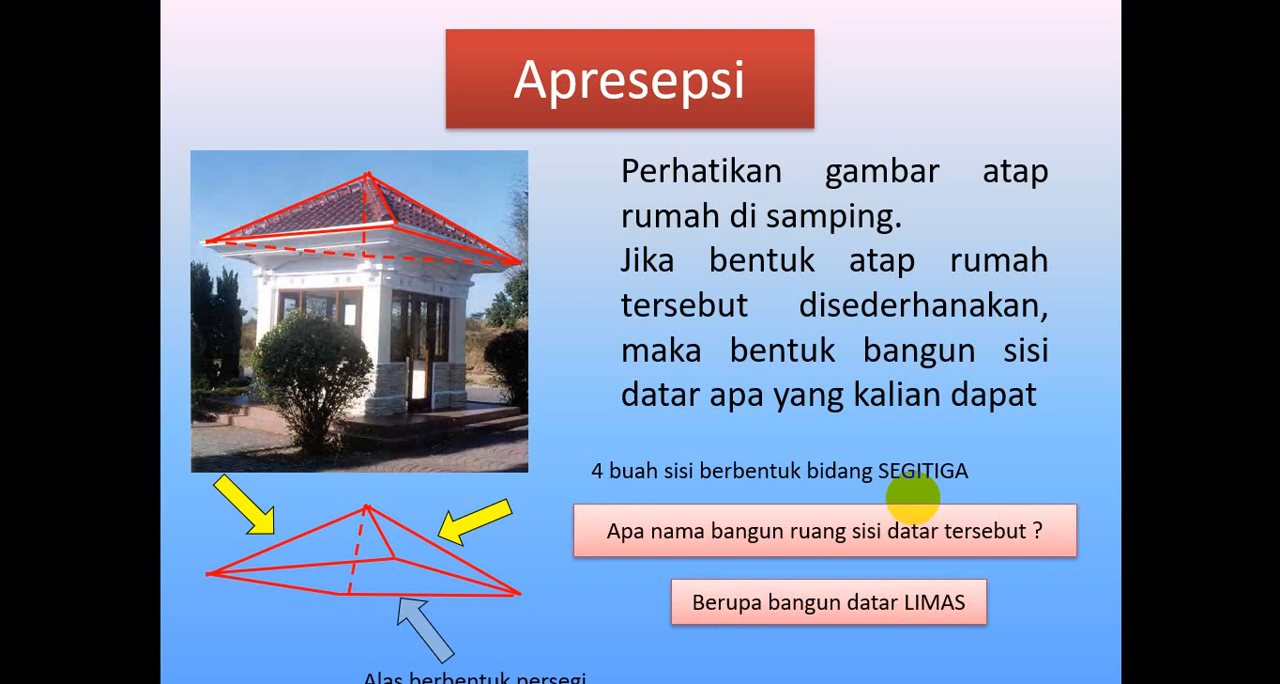 Apresepsi
Perhatikan gambar atap
rumah di samping.
Jika bentuk atap rumah
tersebut disederhanakan,
maka bentuk bangun sisi
datar apa yang kalian dapat
4 buah sisi berbentuk bidang SEGITIGA
Apa nama bangun ruang sisi datar tersebut ?
Berupa bangun datar LIMAS
Alas berbentuk persegi